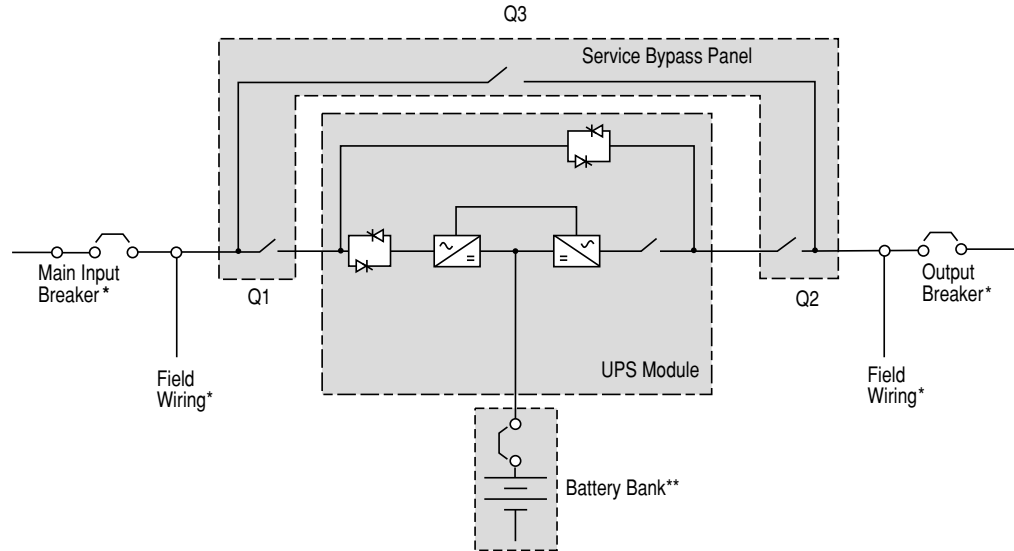 Q3
Service Bypass Panel
Main Input
Breaker*
Q1
Q2
Output
Breaker*
Field
Wiring*
UPS Module
Field
Wiring*
Battery Bank**